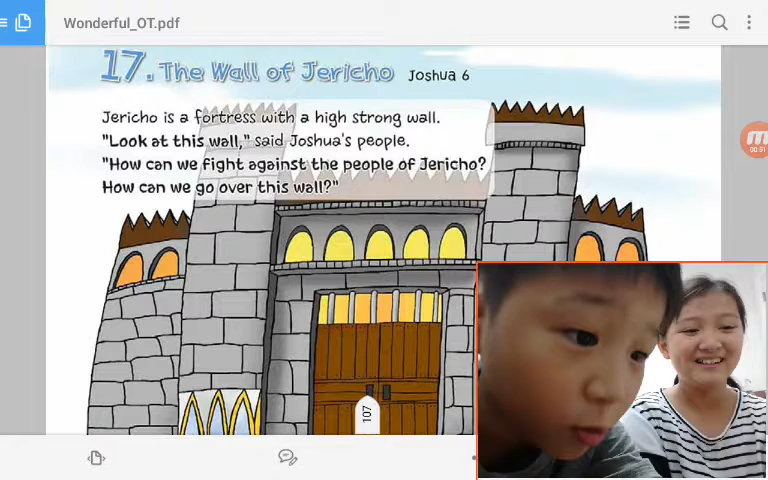 Wonderful_OT.pdf
17. The Wall of Jericho Joshua 6
Jericho is a fortress with a high strong wall.
"Look at this wall," said Joshua's people.
"How can we fight against the people of Jericho?
How can we go over this wall?"
00:51
107